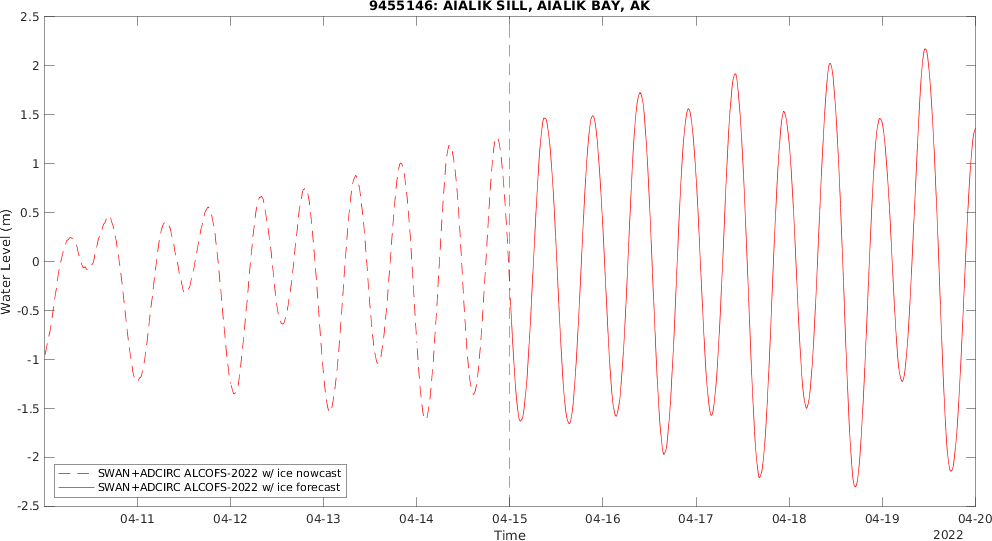 9455146: AIALIK SILL, AIALIK BAY, AK
2.5
2
1.5
1
0.5
0
-0.5
-1
-1.5
-2
-2.5
Water Level (m)
SWAN+ADCIRC ALCOFS-2022 w/ ice nowcast
SWAN+ADCIRC ALCOFS-2022 w/ ice forecast
04-11 04-12 04-13 04-14 04-15 04-16 04-17 04-18 04-19 04-20
Time
2022